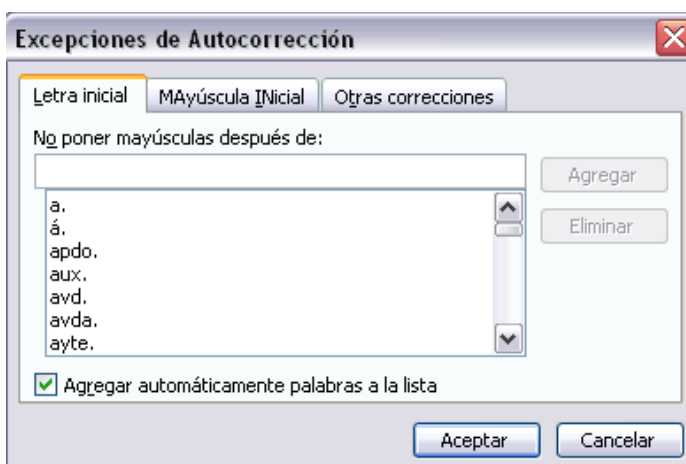 Excepciones de Autocorrección
Letra inicial MAyúscula INicial Otras correcciones
No poner mayúsculas después de:
Agregar
a.
á.
apdo.
aux.
avd.
avda.
ayte.
Eliminar
Agregar automáticamente palabras a la lista
Aceptar Cancelar